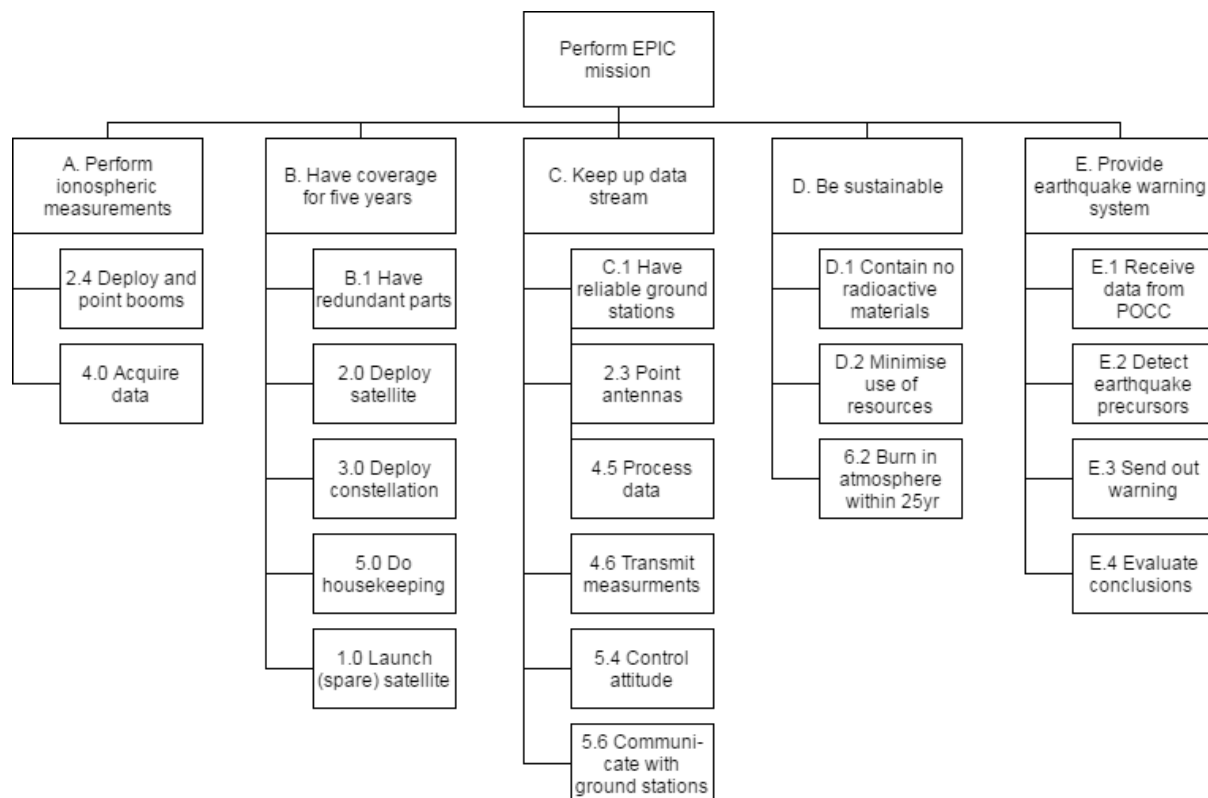 Perform EPIC
mission
A. Perform
ionospheric
measurements
2.4 Deploy and
point booms
4.0 Acquire
data
B. Have coverage
for five years
B.1 Have
redundant parts
2.0 Deploy
satellite
3.0 Deploy
constellation
5.0 Do
housekeeping
1.0 Launch
(spare) satellite
C. Keep up data
stream
C.1 Have
reliable ground
stations
2.3 Point
antennas
4.5 Process
data
4.6 Transmit
measurments
5.4 Control
attitude
5.6 Communi-
cate with
ground stations
D. Be sustainable
D.1 Contain no
radioactive
materials
D.2 Minimise
use of
resources
6.2 Burn in
atmosphere
within 25yr
E. Provide
earthquake warning
system
E.1 Receive
data from
POCC
E.2 Detect
earthquake
precursors
E.3 Send out
warning
E.4 Evaluate
conclusions